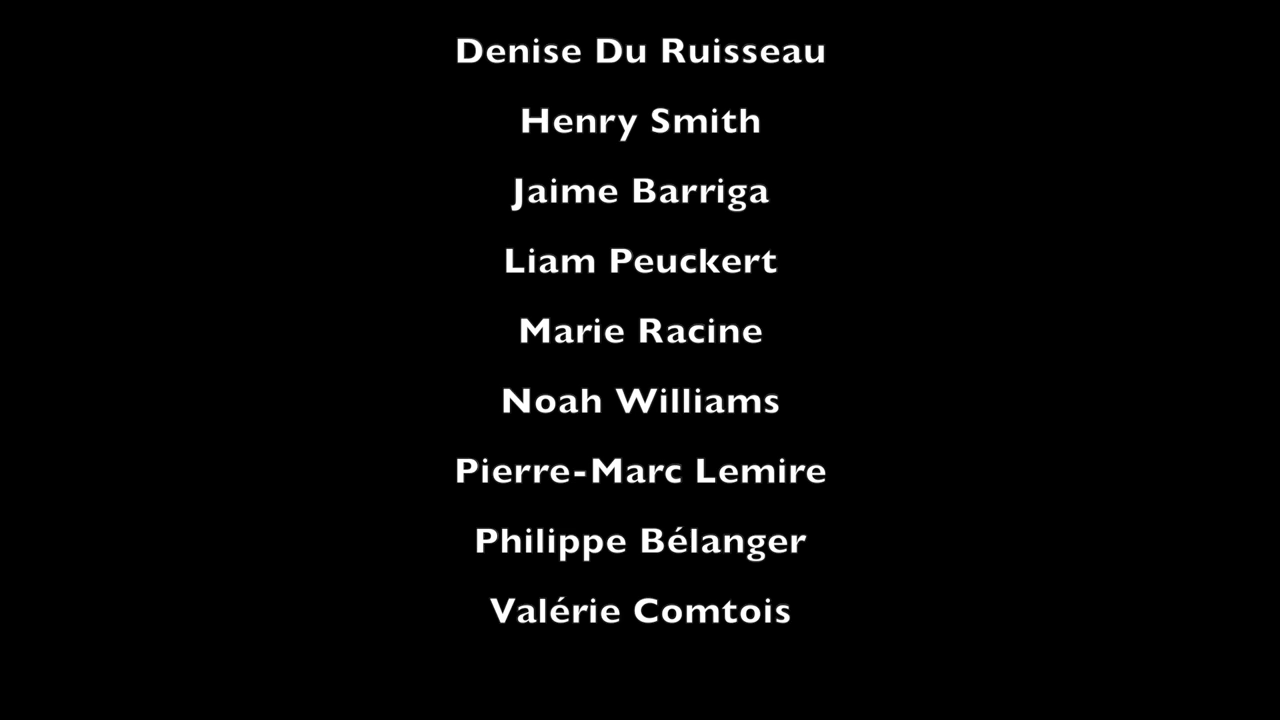 Denise Du Ruisseau
Henry Smith
Jaime Barriga
Liam Peuckert
Marie Racine
Noah Williams
Pierre-Marc Lemire
Philippe Bélanger
Valérie Comtois